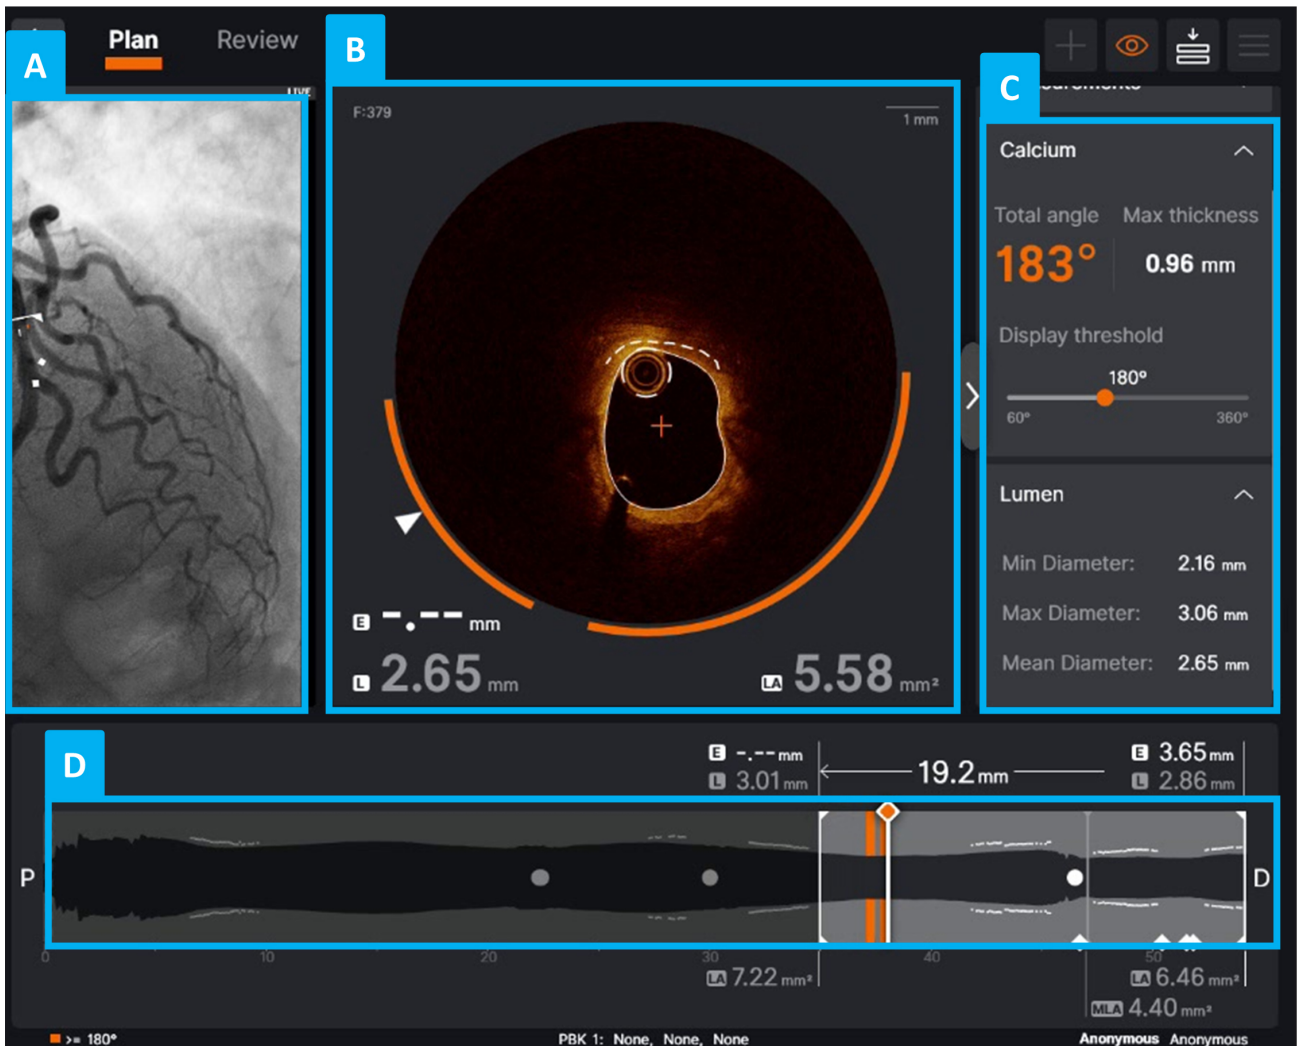 A
Plan
Review
B
C
F:379
1 mm
Calcium
Total angle
Max thickness
183°
0.96 mm
Display threshold
180°
60°
360°
Lumen
Min Diameter: 2.16 mm
Max Diameter: 3.06 mm
Mean Diameter: 2.65 mm
E -.-- mm
L 2.65 mm
LA 5.58 mm²
D
E -.-- mm
L 3.01 mm
19.2 mm
E 3.65 mm
L 2.86 mm
P
D
0 10 20 30 40 50
LA 7.22 mm²
LA 6.46 mm²
MLA 4.40 mm²
>= 180°
PBK 1: None, None, None
Anonymous Anonymous